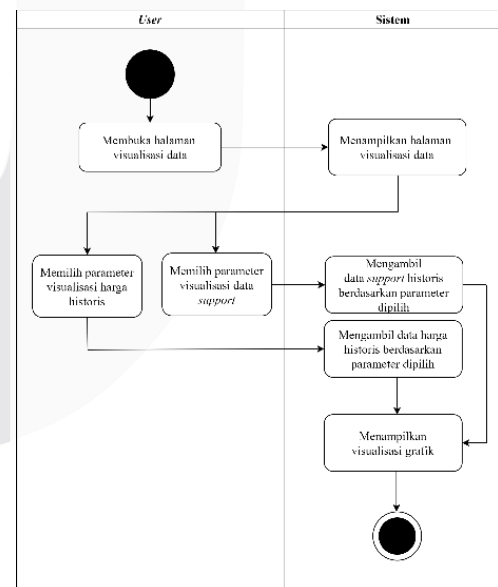 User
Sistem
Membuka halaman
visualisasi data
Menampilkan halaman
visualisasi data
Memilih parameter
visualisasi harga
historis
Memilih parameter
visualisasi data
support
Mengambil
data support historis
berdasarkan parameter
dipilih
Mengambil data harga
historis berdasarkan
parameter dipilih
Menampilkan
visualisasi grafik